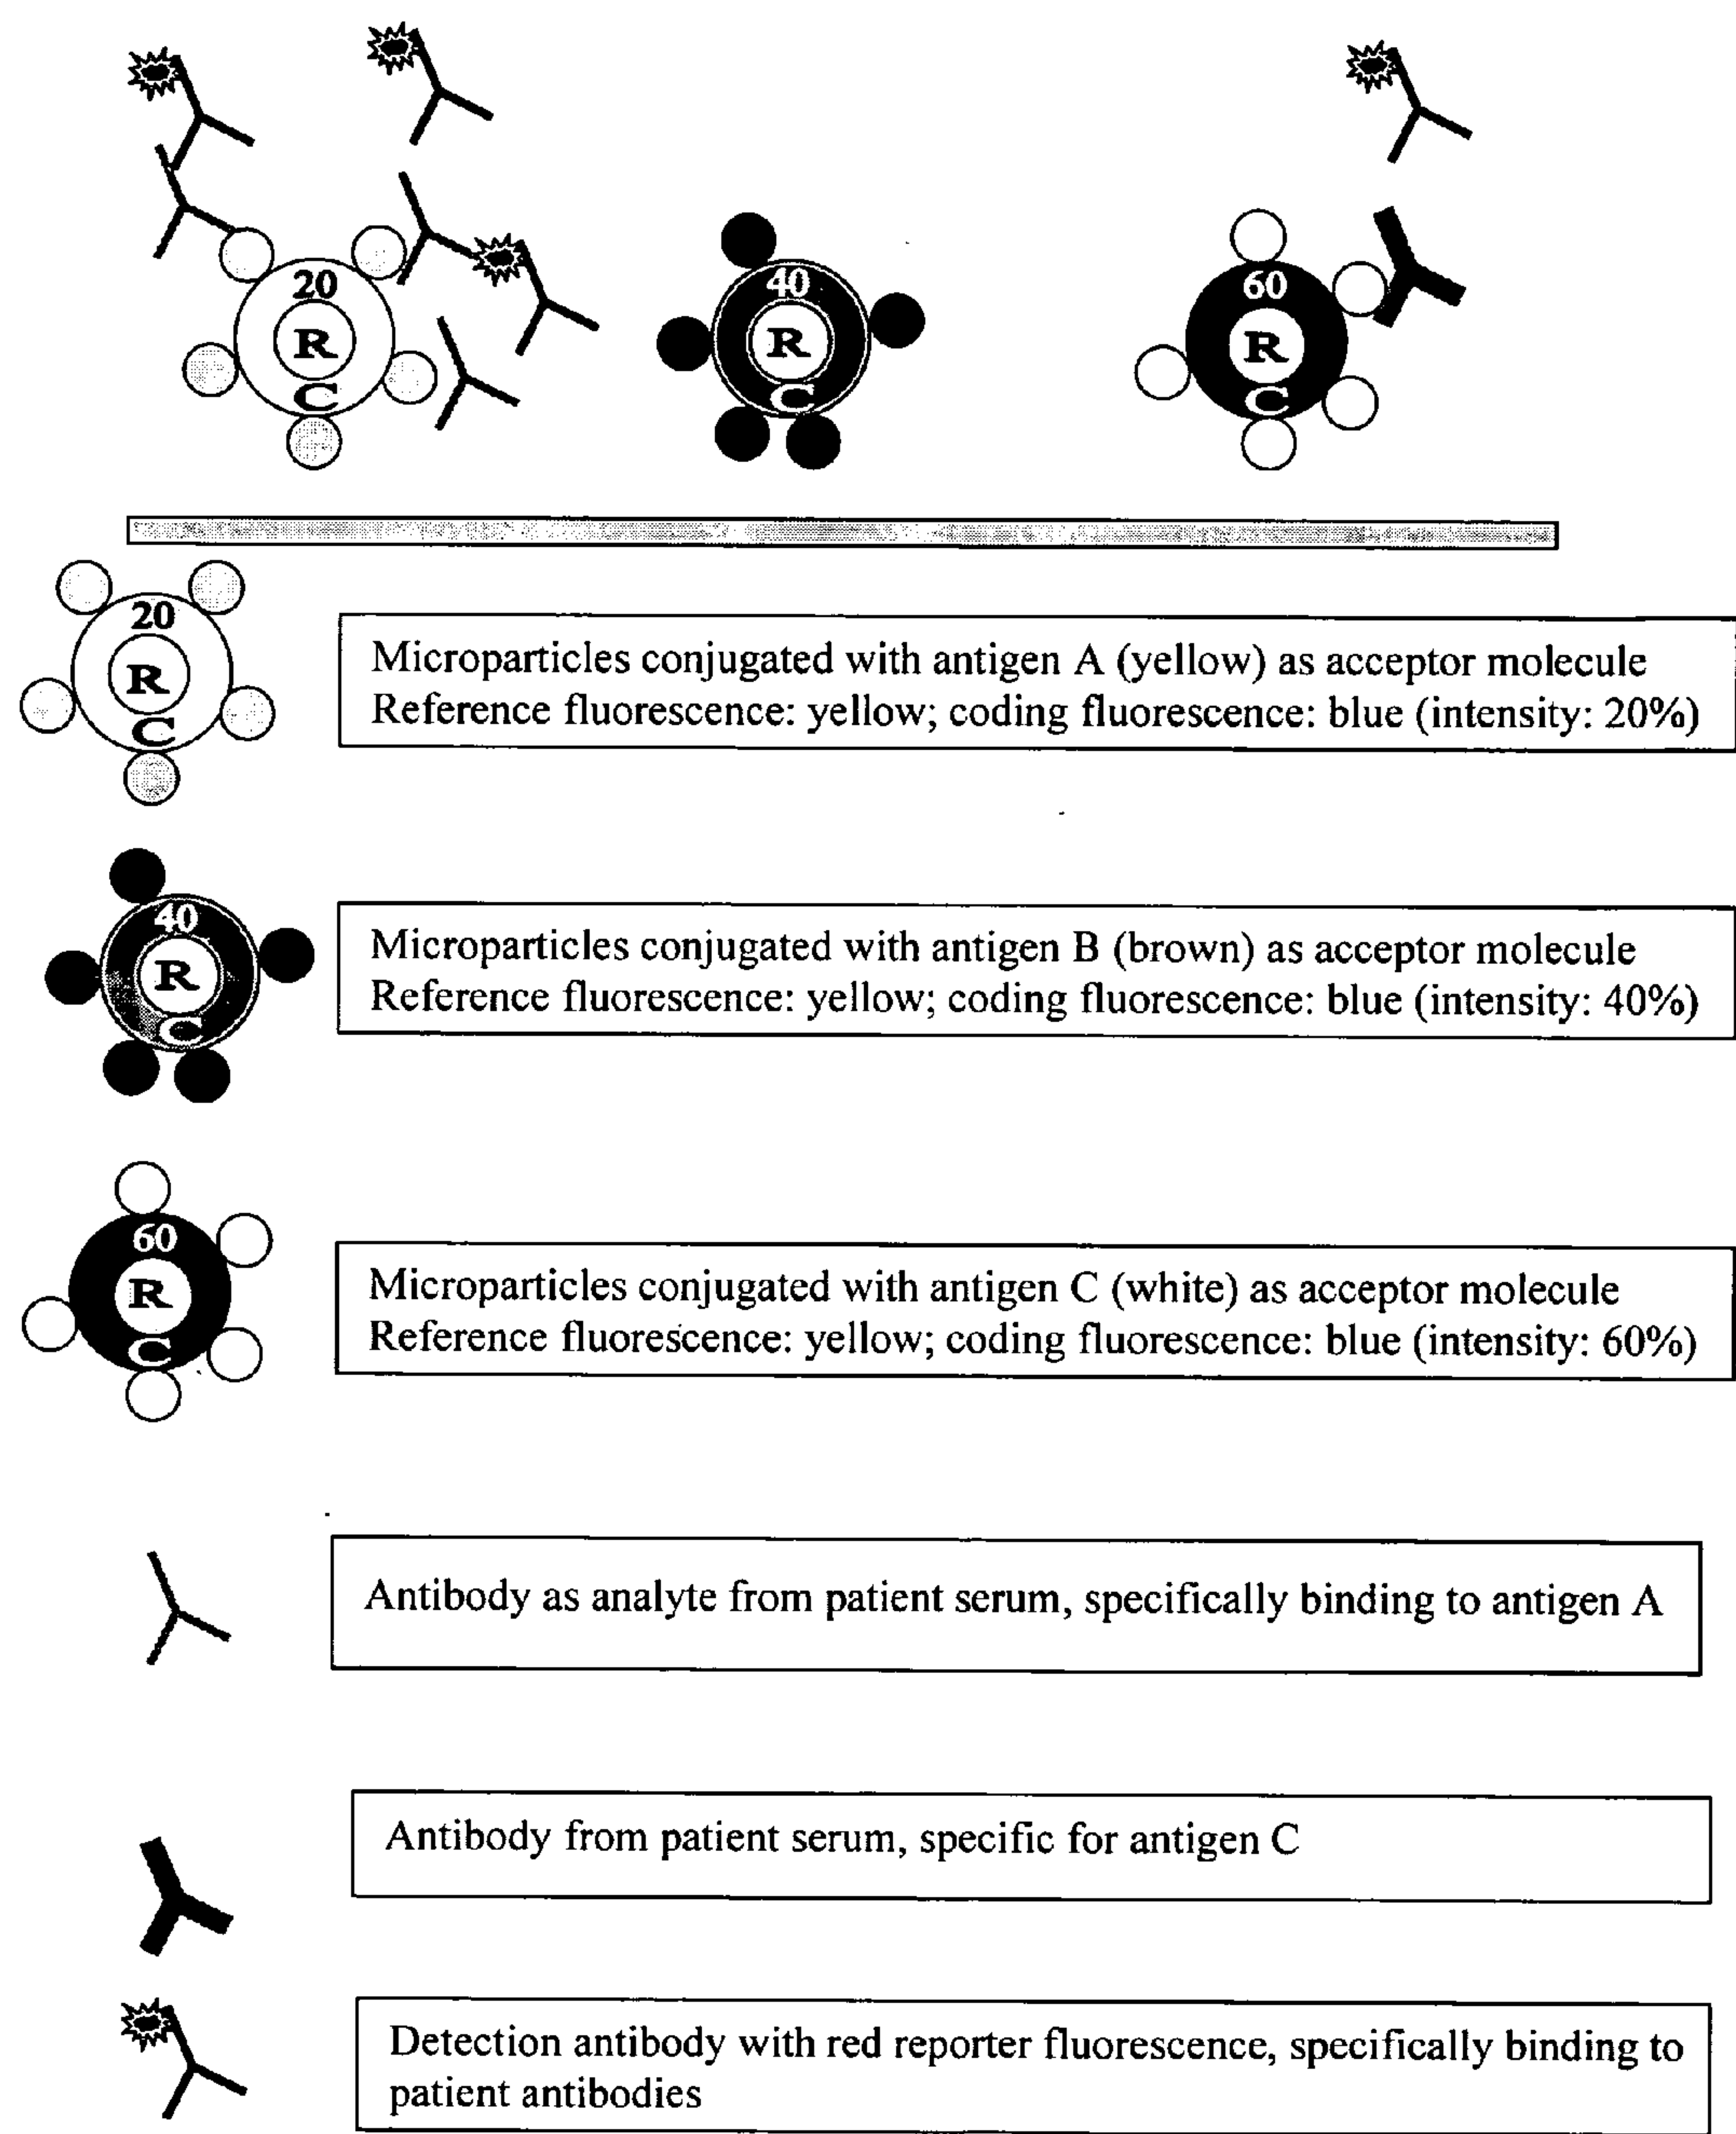 20
R
C
40
R
C
60
R
C
20
R
C
Microparticles conjugated with antigen A (yellow) as acceptor molecule
Reference fluorescence: yellow; coding fluorescence: blue (intensity: 20%)
40
R
C
Microparticles conjugated with antigen B (brown) as acceptor molecule
Reference fluorescence: yellow; coding fluorescence: blue (intensity: 40%)
60
R
C
Microparticles conjugated with antigen C (white) as acceptor molecule
Reference fluorescence: yellow; coding fluorescence: blue (intensity: 60%)
Antibody as analyte from patient serum, specifically binding to antigen A
Antibody from patient serum, specific for antigen C
Detection antibody with red reporter fluorescence, specifically binding to
patient antibodies